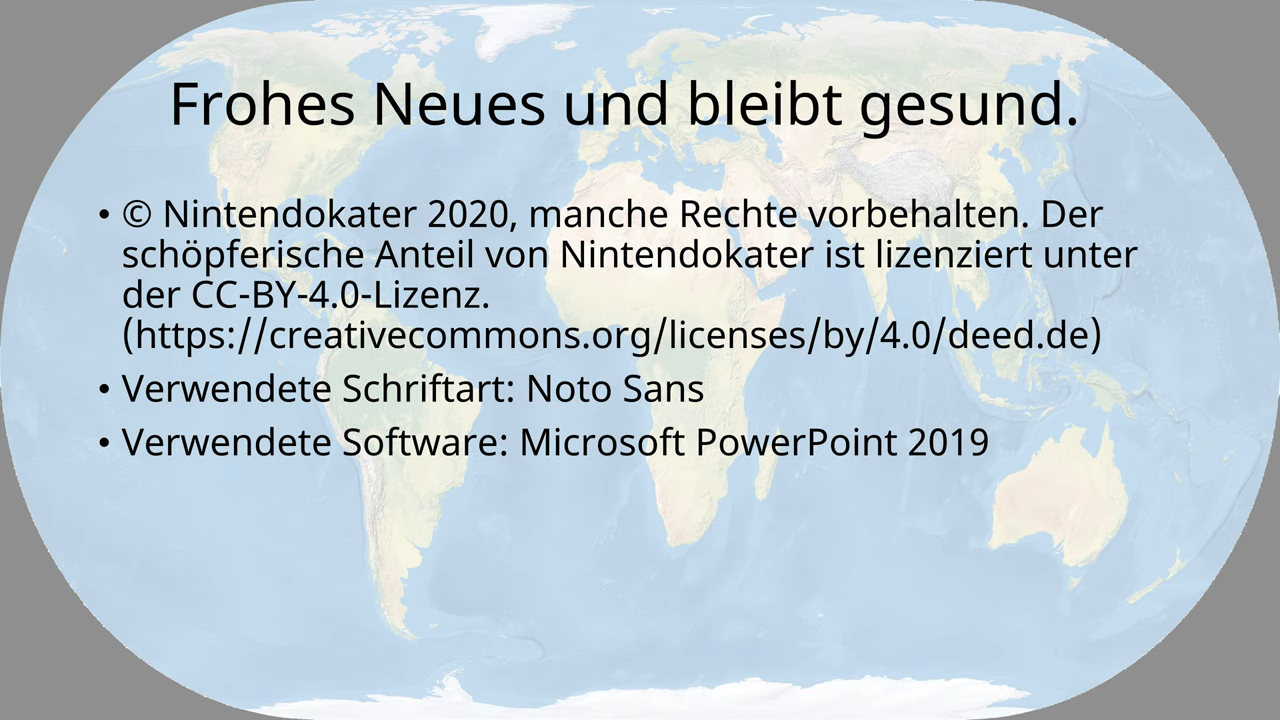 Frohes Neues und bleibt gesund.
• © Nintendokater 2020, manche Rechte vorbehalten. Der
schöpferische Anteil von Nintendokater ist lizenziert unter
der CC-BY-4.0-Lizenz.
(https://creativecommons.org/licenses/by/4.0/deed.de)
• Verwendete Schriftart: Noto Sans
• Verwendete Software: Microsoft PowerPoint 2019